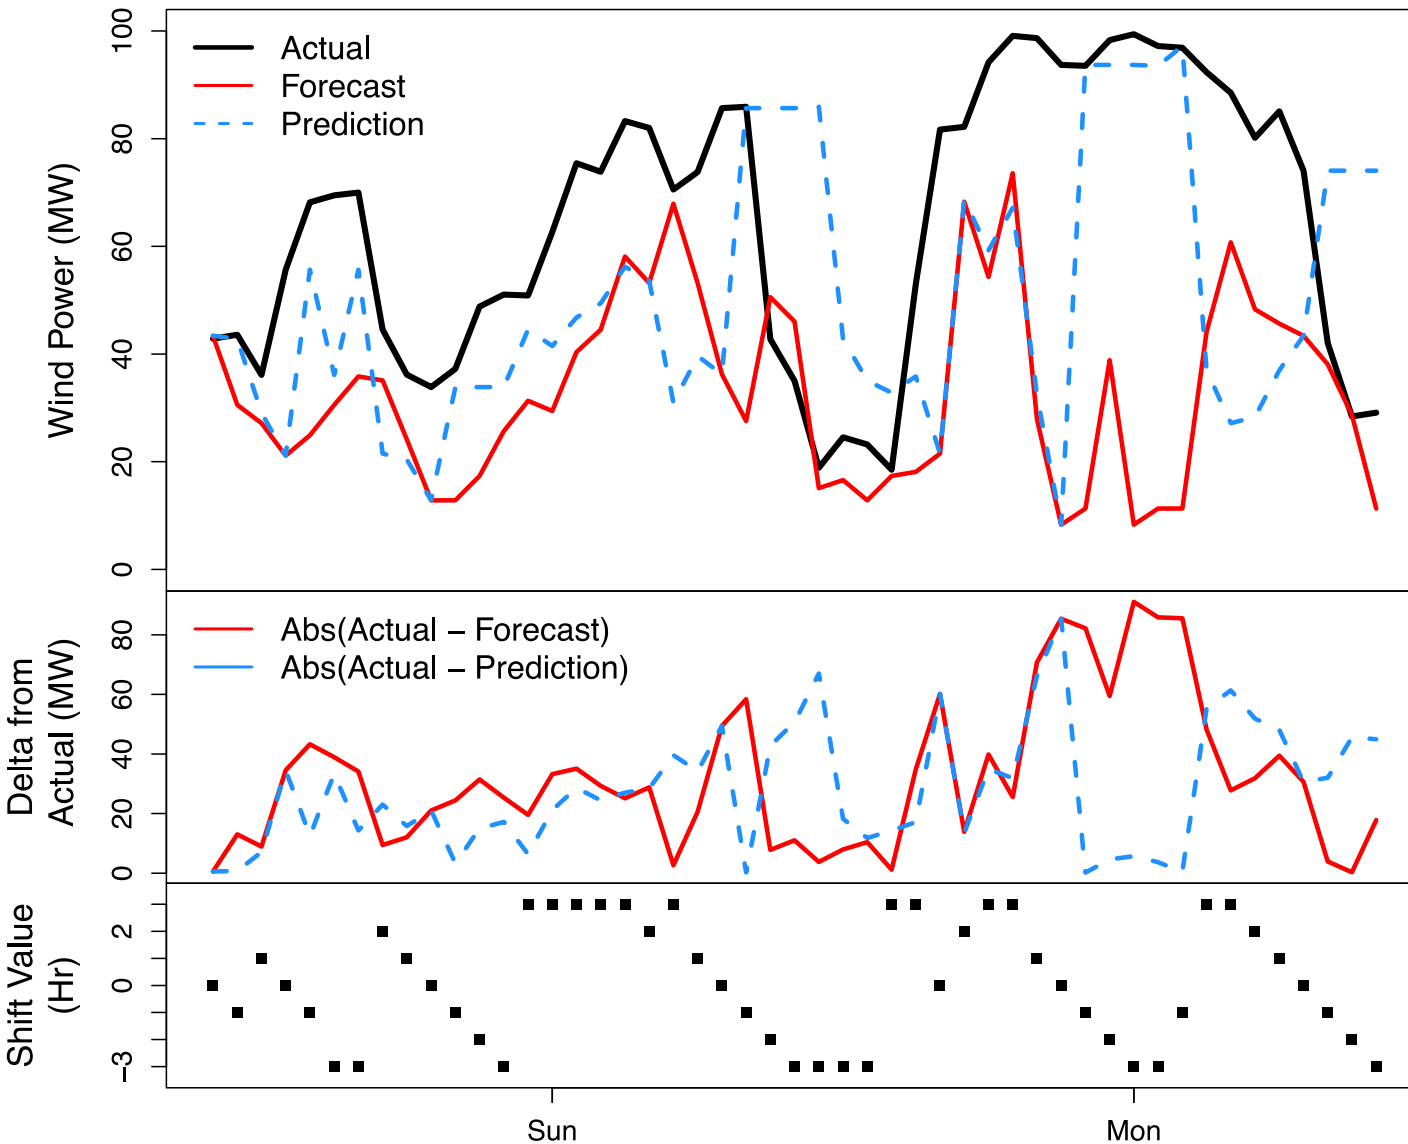 Wind Power (MW)
100
80
60
40
20
0
Actual
Forecast
Prediction
Delta from
Actual (MW)
80
60
40
20
0
Abs(Actual − Forecast)
Abs(Actual − Prediction)
Shift Value
(Hr)
2
0
−3
Sun Mon